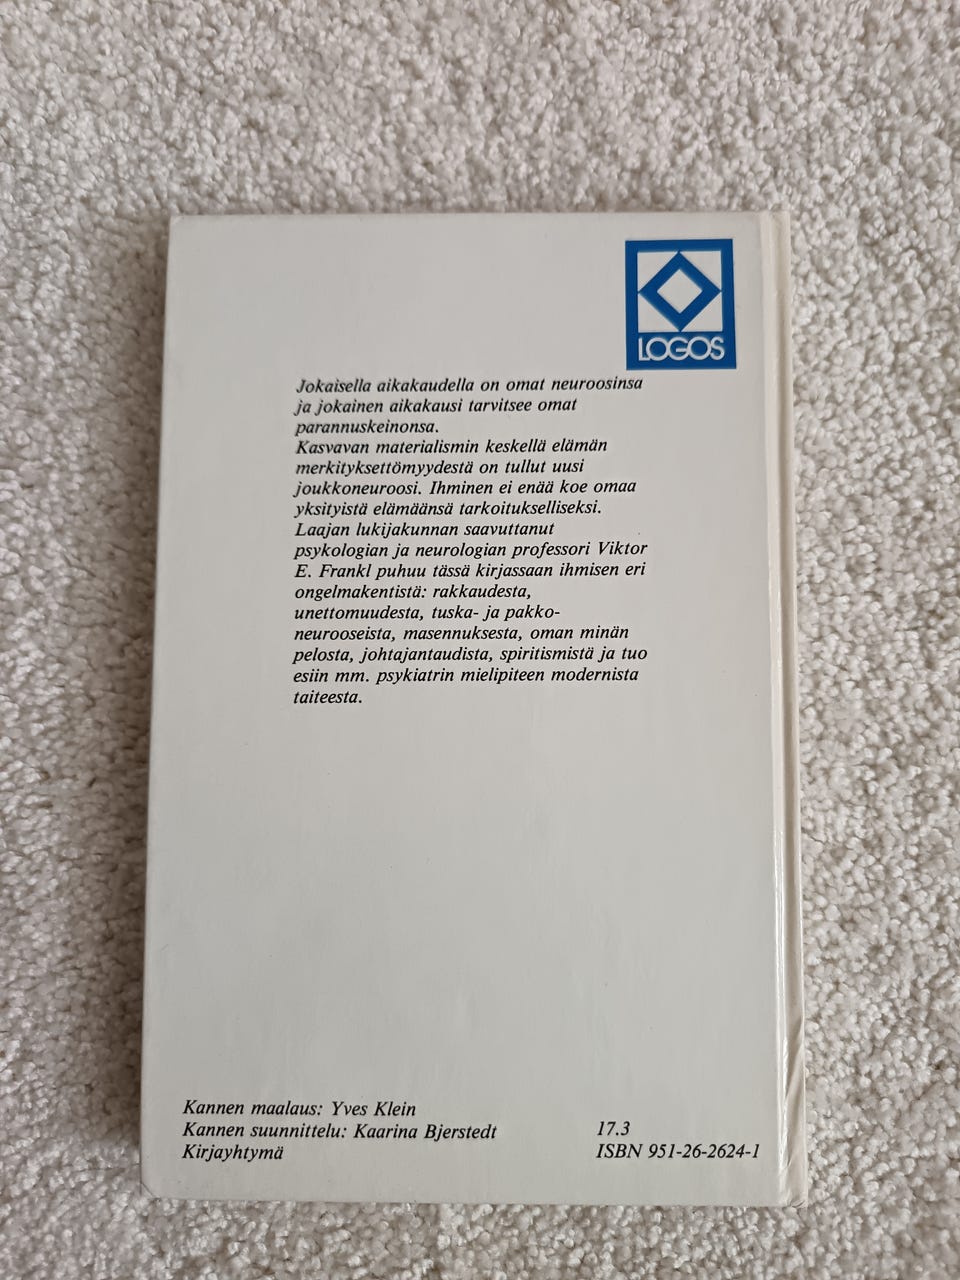 LOGOS
Jokaisella aikakaudella on omat neuroosinsa
ja jokainen aikakausi tarvitsee omat
parannuskeinonsa.
Kasvavan materialismin keskellä elämän
merkityksettömyydestä on tullut uusi
joukkoneuroosi. Ihminen ei enää koe omaa
yksityistä elämäänsä tarkoitukselliseksi.
Laajan lukijakunnan saavuttanut
psykologian ja neurologian professori Viktor
E. Frankl puhuu tässä kirjassaan ihmisen eri
ongelmakentistä: rakkaudesta,
unettomuudesta, tuska- ja pakko-
neurooseista, masennuksesta, oman minän
pelosta, johtajantaudista, spiritismistä ja tuo
esiin mm. psykiatrin mielipiteen modernista
taiteesta.
Kannen maalaus: Yves Klein
Kannen suunnittelu: Kaarina Bjerstedt
Kirjayhtymä
17.3
ISBN 951-26-2624-1